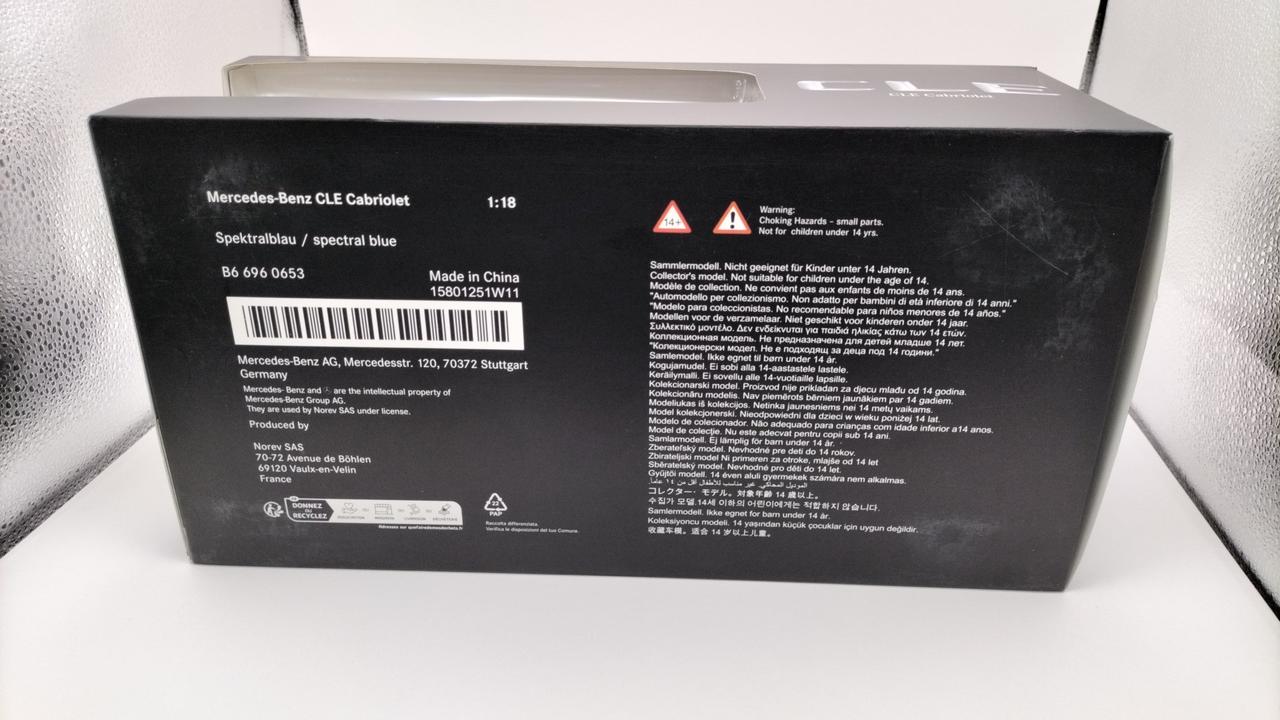 CLE
CLE Cabriolet
Mercedes-Benz CLE Cabriolet 1:18
Spektralblau / spectral blue
B6 696 0653
Made in China
15801251W11
Mercedes-Benz AG, Mercedesstr. 120, 70372 Stuttgart
Germany
Mercedes- Benz and are the intellectual property of
Mercedes-Benz Group AG.
They are used by Norev SAS under license.
Produced by
Norev SAS
70-72 Avenue de Böhlen
69120 Vaulx-en-Velin
France
FR
DONNEZ
OU
RECYCLEZ
22
PAP
Raccolta differenziata.
Verifica le disposizioni del tuo Comune.
14+
Warning:
Choking Hazards - small parts.
Not for children under 14 yrs.
Sammlermodell. Nicht geeignet für Kinder unter 14 Jahren.
Collector's model. Not suitable for children under the age of 14.
Modèle de collection. Ne convient pas aux enfants de moins de 14 ans.
"Automodello per collezionismo. Non adatto per bambini di età inferiore di 14 anni."
"Modelo para coleccionistas. No recomendable para niños menores de 14 años."
Modellen voor de verzamelaar. Niet geschikt voor kinderen onder 14 jaar.
Συλλεκτικό μοντέλο. Δεν ενδείκνυται για παιδιά ηλικίας κάτω των 14 ετών.
Коллекционная модель. Не предназначена для детей младше 14 лет.
"Колекционерски модел. Не е подходящ за деца под 14 години."
Samlemodel. Ikke egnet til børn under 14 år.
Kogujamudel. Ei sobi alla 14-aastastele lastele.
Keräilymalli. Ei sovellu alle 14-vuotiaille lapsille.
Kolekcionarski model. Proizvod nije prikladan za djecu mlađu od 14 godina.
Kolekcionāru modelis. Nav piemērots bērniem jaunākiem par 14 gadiem.
Modeliukas iš kolekcijos. Netinka jaunesniems nei 14 metų vaikams.
Model kolekcjonerski. Nieodpowiedni dla dzieci w wieku poniżej 14 lat.
Modelo de colecionador. Não adequado para crianças com idade inferior a14 anos.
Model de colecţie. Nu este adecvat pentru copii sub 14 ani.
Samlarmodell. Ej lämplig för barn under 14 år.
Zberateľský model. Nevhodné pre deti do 14 rokov.
Zbirateljski model Ni primeren za otroke, mlajše od 14 let
Sběratelský model. Nevhodné pro děti do 14 let.
Gyűjtői modell. 14 éven aluli gyermekek számára nem alkalmas.
الموديل المحاكي. غير مناسب للأطفال أقل من ١٤ عاماً.
コレクター・ モデル。対象年齢 14 歳以上。
수집가 모델.14세 이하의 어린이에게는 적합하지 않습니다.
Samlermodell. Ikke egnet for barn under 14 år.
Koleksiyoncu modeli. 14 yaşından küçük çocuklar için uygun değildir.
收藏车模。适合 14 岁以上儿童。